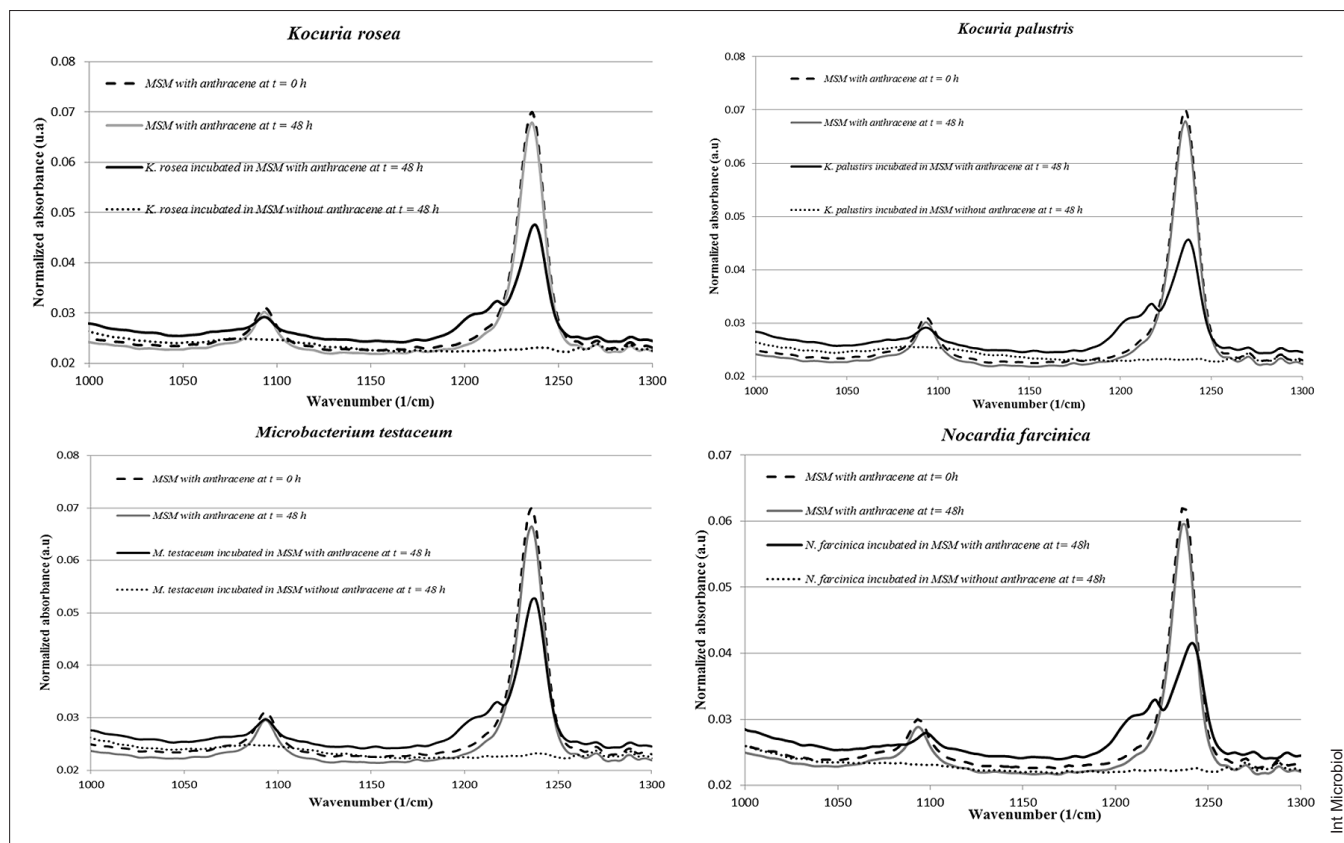 Kocuria rosea
0.08
0.07
0.06
0.05
0.04
0.03
0.02
Normalized absorbance (u.a)
MSM with anthracene at t = 0 h
MSM with anthracene at t = 48 h
K. rosea incubated in MSM with anthracene at t = 48 h
K. rosea incubated in MSM without anthracene at t = 48 h
1000 1050 1100 1150 1200 1250 1300
Wavenumber (1/cm)
Kocuria palustris
0.08
0.07
0.06
0.05
0.04
0.03
0.02
Normalized absorbance (a.u)
MSM with anthracene at t = 0 h
MSM with anthracene at t = 48 h
K. palustirs incubated in MSM with anthracene at t = 48 h
K. palustirs incubated in MSM without anthracene at t = 48 h
1000 1050 1100 1150 1200 1250 1300
Wavenumber (1/cm)
Microbacterium testaceum
0.08
0.07
0.06
0.05
0.04
0.03
0.02
Normalized absorbance (a.u)
MSM with anthracene at t = 0 h
MSM with anthracene at t = 48 h
M. testaceum incubated in MSM with anthracene at t = 48 h
M. testaceum incubated in MSM without anthracene at t = 48 h
1000 1050 1100 1150 1200 1250 1300
Wavenumber (1/cm)
Nocardia farcinica
0.07
0.06
0.05
0.04
0.03
0.02
Normalized absorbance (a.u)
MSM with anthracene at t= 0h
MSM with anthracene at t= 48h
N. farcinica incubated in MSM with anthracene at t= 48h
N. farcinica incubated in MSM without anthracene at t= 48h
1000 1050 1100 1150 1200 1250 1300
Wavenumber (1/cm)
Int Microbiol